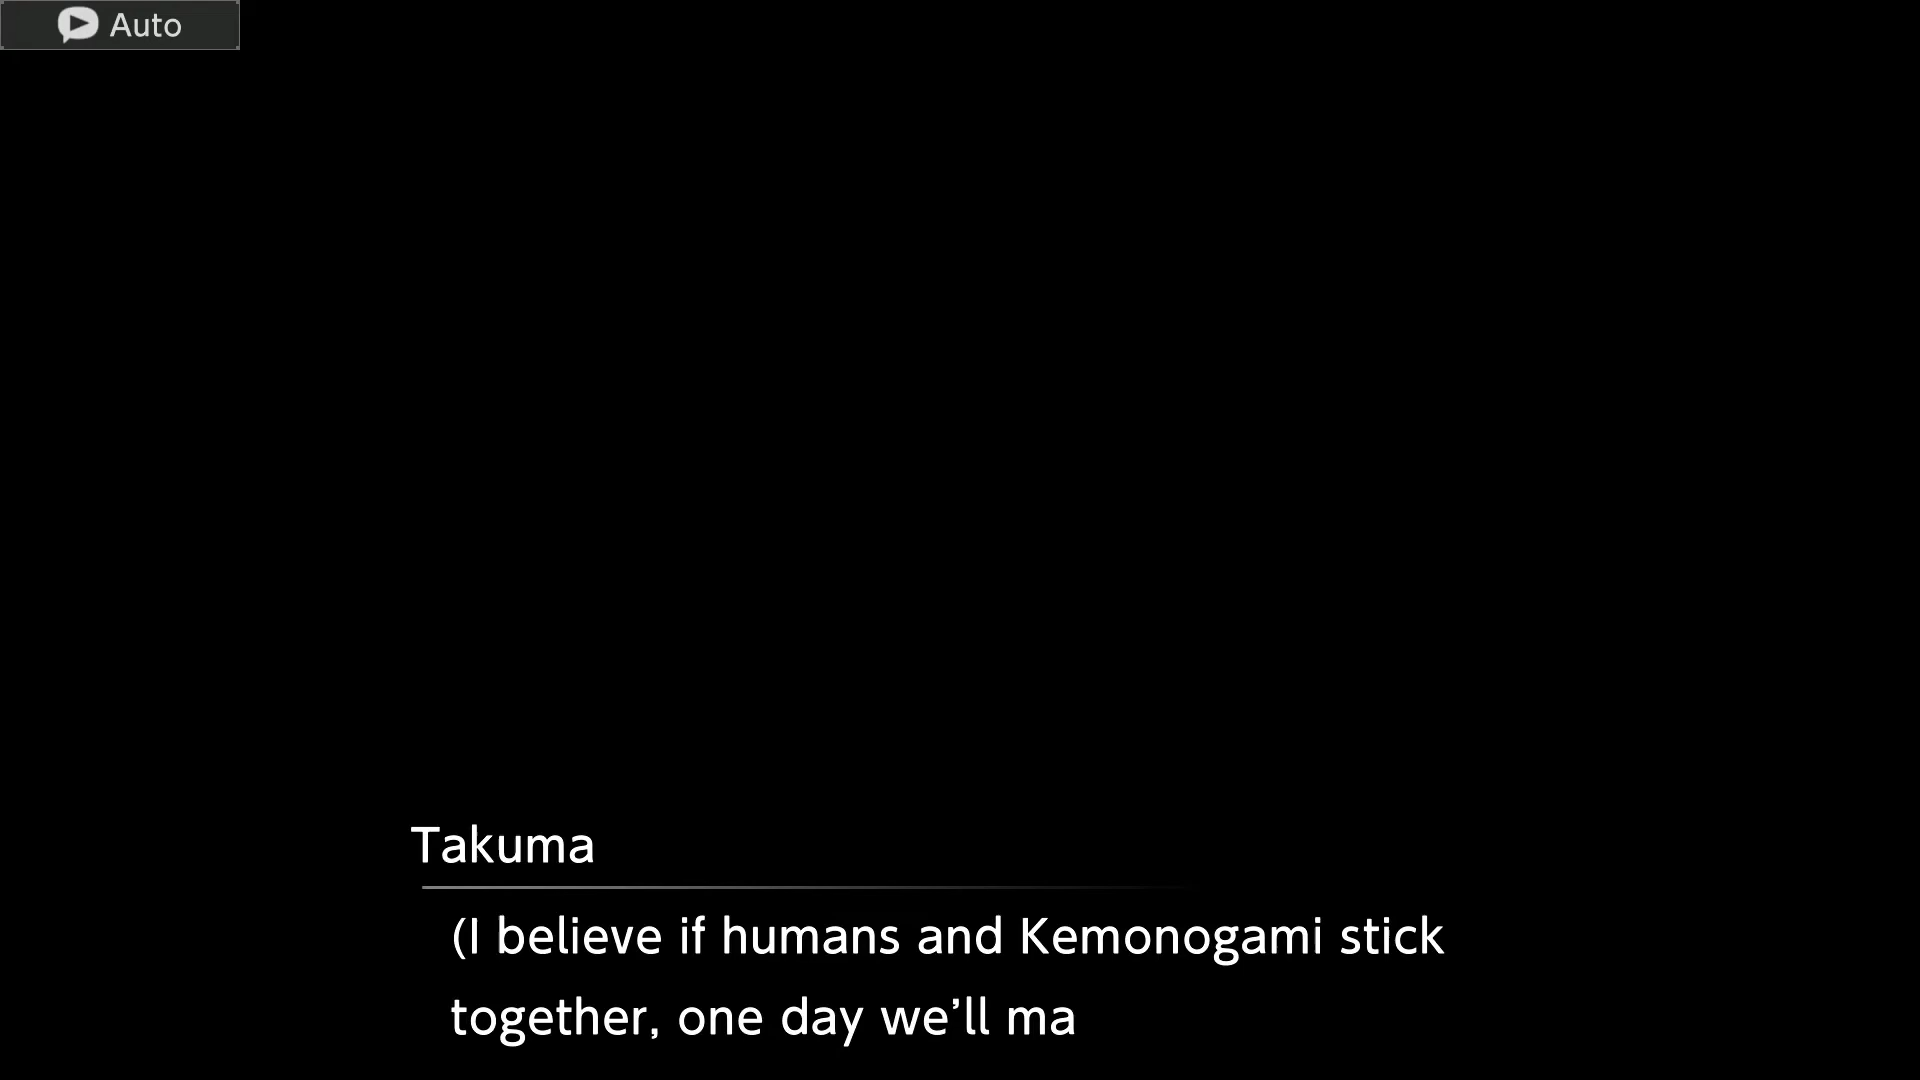 Auto
Takuma
(I believe if humans and Kemonogami stick
together, one day we’ll ma